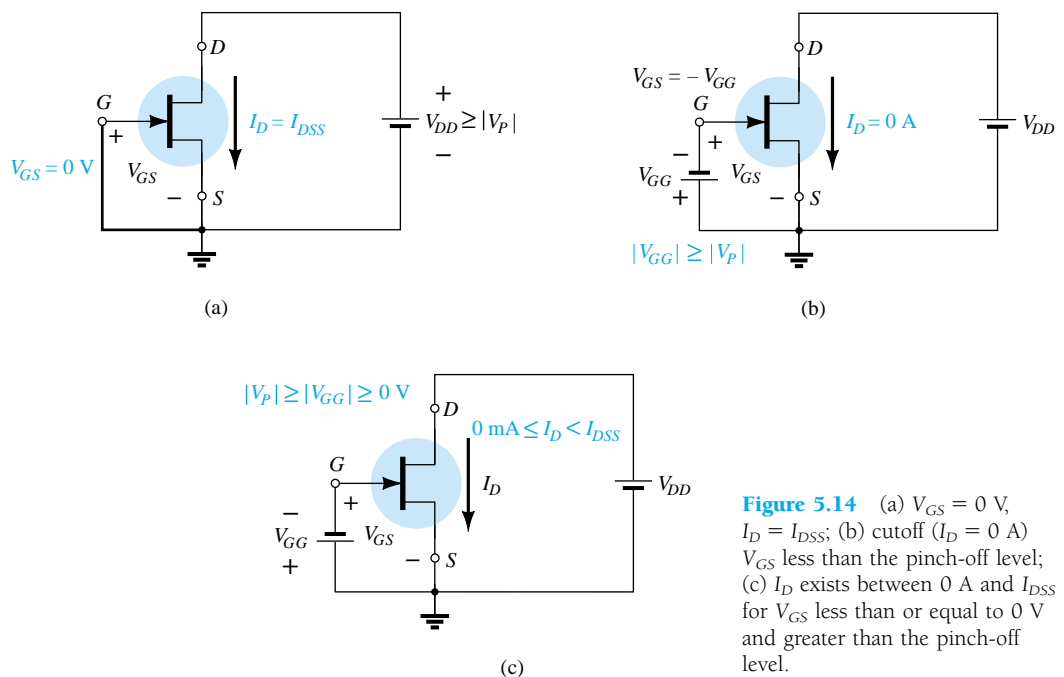 D
G
+
I_D = I_DSS
+
V_DD ≥ |V_P|
−
V_GS = 0 V
V_GS
−
S
(a)
D
V_GS = − V_GG
G
+
I_D = 0 A
V_DD
−
V_GG
+
V_GS
−
S
|V_GG| ≥ |V_P|
(b)
|V_P| ≥ |V_GG| ≥ 0 V
D
0 mA ≤ I_D < I_DSS
G
+
I_D
V_DD
−
V_GG
+
V_GS
−
S
(c)
Figure 5.14 (a) V_GS = 0 V,
I_D = I_DSS; (b) cutoff (I_D = 0 A)
V_GS less than the pinch-off level;
(c) I_D exists between 0 A and I_DSS
for V_GS less than or equal to 0 V
and greater than the pinch-off
level.